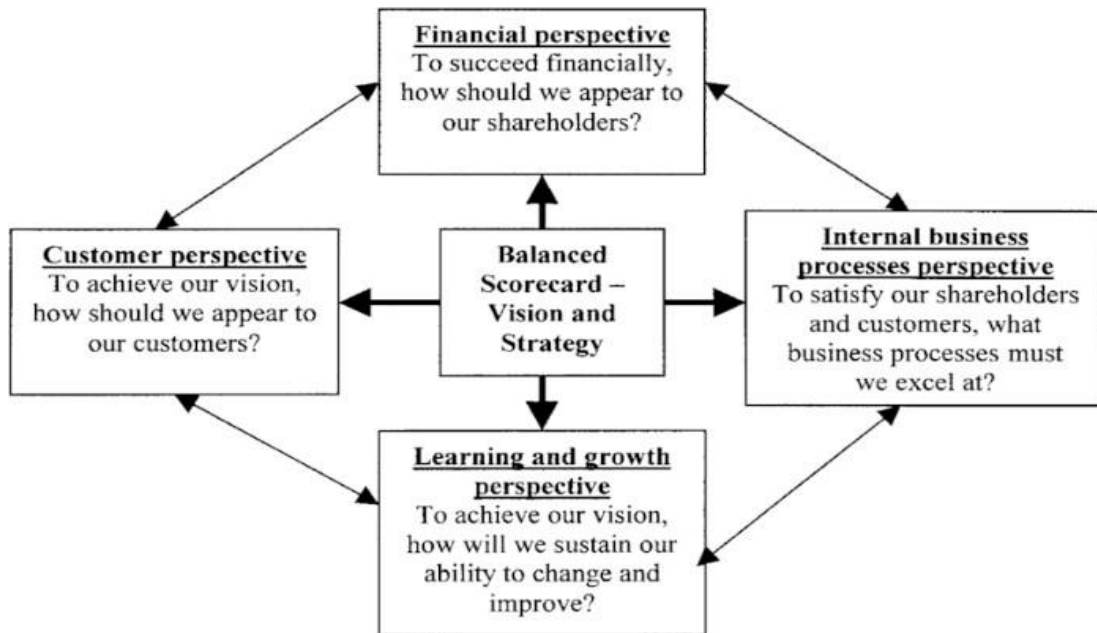 Financial perspective
To succeed financially,
how should we appear to
our shareholders?
Customer perspective
To achieve our vision,
how should we appear to
our customers?
Balanced
Scorecard –
Vision and
Strategy
Internal business
processes perspective
To satisfy our shareholders
and customers, what
business processes must
we excel at?
Learning and growth
perspective
To achieve our vision,
how will we sustain our
ability to change and
improve?